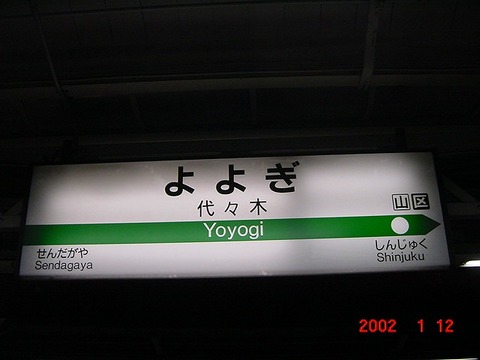 よよぎ
代々木
山 区
Yoyogi
せんだがや
Sendagaya
しんじゅく
Shinjuku
2002 1 12